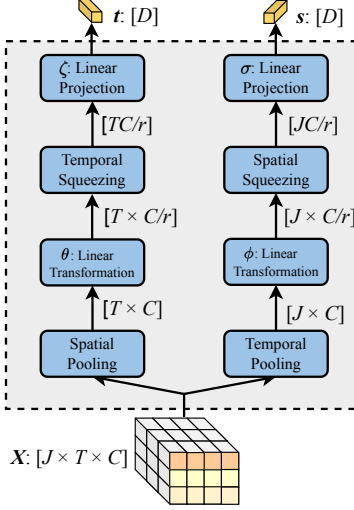 t: [D]
s: [D]
ζ: Linear
Projection
σ: Linear
Projection
[TC/r]
[JC/r]
Temporal
Squeezing
Spatial
Squeezing
[T × C/r]
[J × C/r]
θ: Linear
Transformation
ϕ: Linear
Transformation
[T × C]
[J × C]
Spatial
Pooling
Temporal
Pooling
X: [J × T × C]